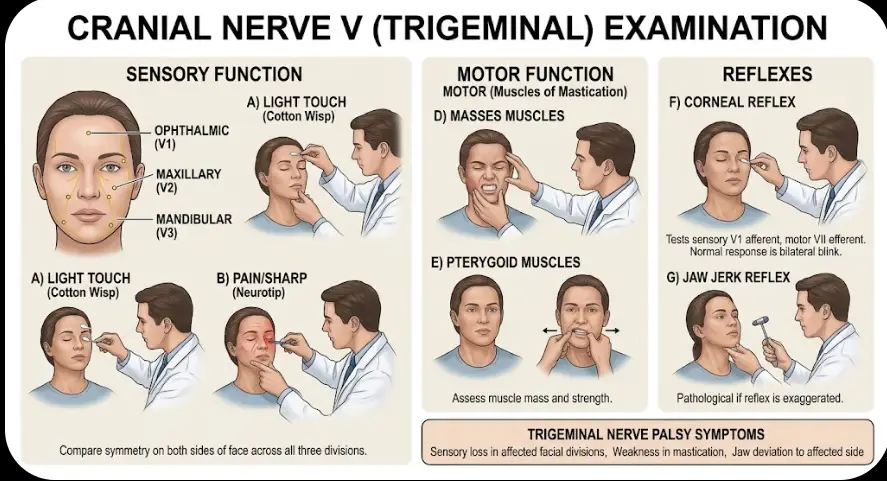 CRANIAL NERVE V (TRIGEMINAL) EXAMINATION
SENSORY FUNCTION
OPHTHALMIC
(V1)
MAXILLARY
(V2)
MANDIBULAR
(V3)
A) LIGHT TOUCH
(Cotton Wisp)
A) LIGHT TOUCH
(Cotton Wisp)
B) PAIN/SHARP
(Neurotip)
Compare symmetry on both sides of face across all three divisions.
MOTOR FUNCTION
MOTOR (Muscles of Mastication)
D) MASSES MUSCLES
E) PTERYGOID MUSCLES
Assess muscle mass and strength.
REFLEXES
F) CORNEAL REFLEX
Tests sensory V1 afferent, motor VII efferent.
Normal response is bilateral blink.
G) JAW JERK REFLEX
Pathological if reflex is exaggerated.
TRIGEMINAL NERVE PALSY SYMPTOMS
Sensory loss in affected facial divisions, Weakness in mastication, Jaw deviation to affected side